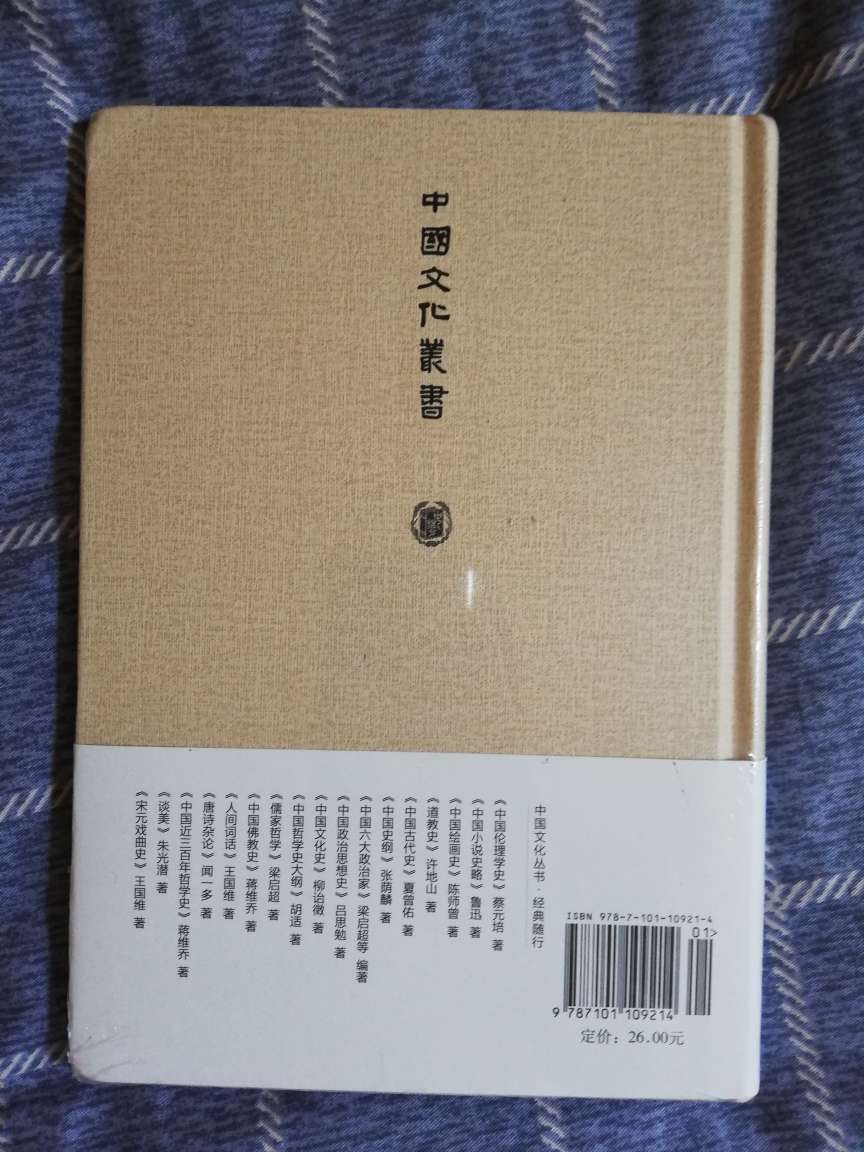 中國文化叢書
中国文化丛书·经典随行
《中国伦理学史》蔡元培 著
《中国小说史略》鲁迅 著
《中国绘画史》陈师曾 著
《道教史》许地山 著
《中国古代史》夏曾佑 著
《中国史纲》张荫麟 著
《中国六大政治家》梁启超等 编著
《中国政治思想史》吕思勉 著
《中国文化史》柳诒徵 著
《中国哲学史大纲》胡适 著
《儒家哲学》梁启超 著
《中国佛教史》蒋维乔 著
《人间词话》王国维 著
《唐诗杂论》闻一多 著
《中国近三百年哲学史》蒋维乔 著
《谈美》朱光潜 著
《宋元戏曲史》王国维 著
ISBN 978-7-101-10921-4
01>
9 787101 109214
定价：26.00元